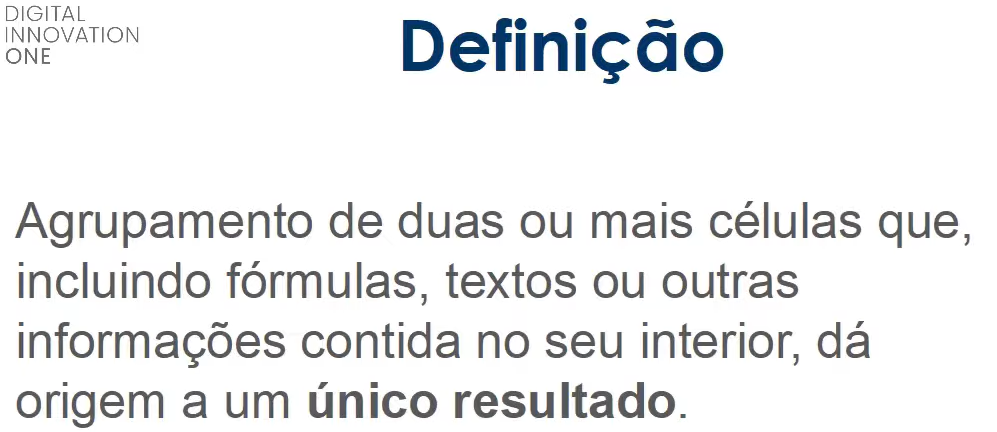 DIGITAL
INNOVATION
ONE
Definição
Agrupamento de duas ou mais células que,
incluindo fórmulas, textos ou outras
informações contida no seu interior, dá
origem a um único resultado.